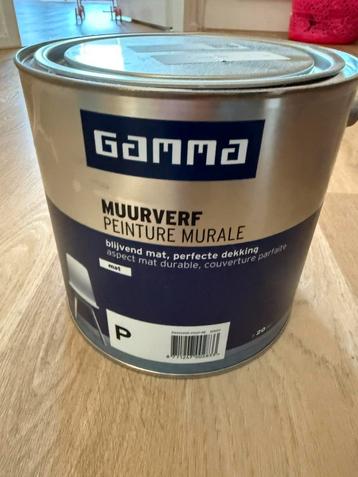 GAMMA
MUURVERF
PEINTURE MURALE
blijvend mat, perfecte dekking
aspect mat durable, couverture parfaite
mat
P